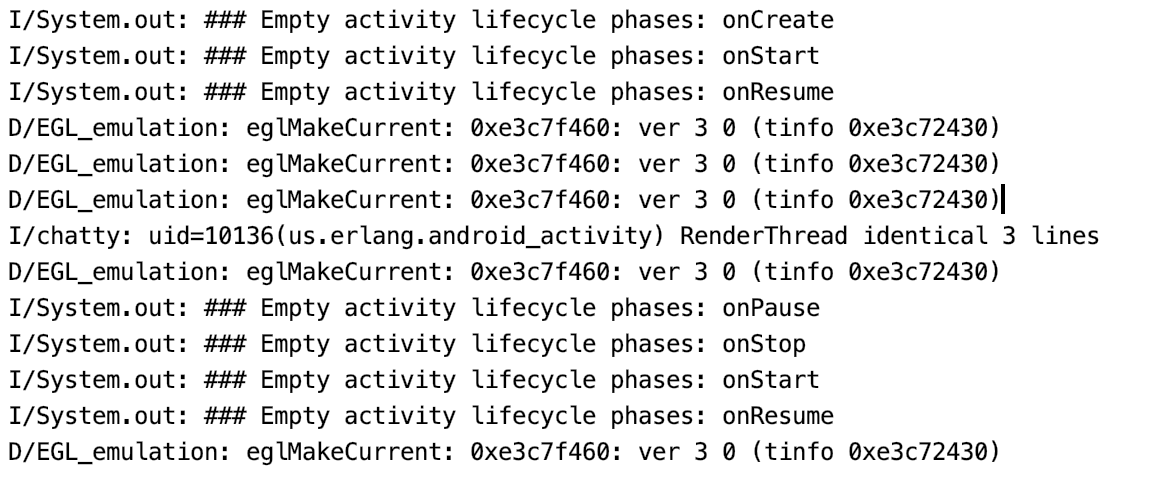 I/System.out: ### Empty activity lifecycle phases: onCreate
I/System.out: ### Empty activity lifecycle phases: onStart
I/System.out: ### Empty activity lifecycle phases: onResume
D/EGL_emulation: eglMakeCurrent: 0xe3c7f460: ver 3 0 (tinfo 0xe3c72430)
D/EGL_emulation: eglMakeCurrent: 0xe3c7f460: ver 3 0 (tinfo 0xe3c72430)
D/EGL_emulation: eglMakeCurrent: 0xe3c7f460: ver 3 0 (tinfo 0xe3c72430)
I/chatty: uid=10136(us.erlang.android_activity) RenderThread identical 3 lines
D/EGL_emulation: eglMakeCurrent: 0xe3c7f460: ver 3 0 (tinfo 0xe3c72430)
I/System.out: ### Empty activity lifecycle phases: onPause
I/System.out: ### Empty activity lifecycle phases: onStop
I/System.out: ### Empty activity lifecycle phases: onStart
I/System.out: ### Empty activity lifecycle phases: onResume
D/EGL_emulation: eglMakeCurrent: 0xe3c7f460: ver 3 0 (tinfo 0xe3c72430)